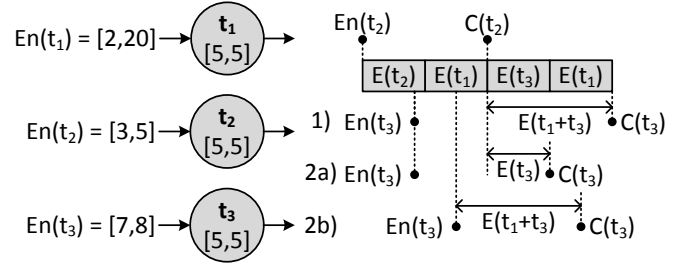 En(t₁) = [2,20]
t₁
[5,5]
En(t₂) = [3,5]
t₂
[5,5]
En(t₃) = [7,8]
t₃
[5,5]
En(t₂)
C(t₂)
E(t₂) E(t₁) E(t₃) E(t₁)
1) En(t₃) E(t₁+t₃) C(t₃)
2a) En(t₃) E(t₃) C(t₃)
2b) En(t₃) E(t₁+t₃) C(t₃)